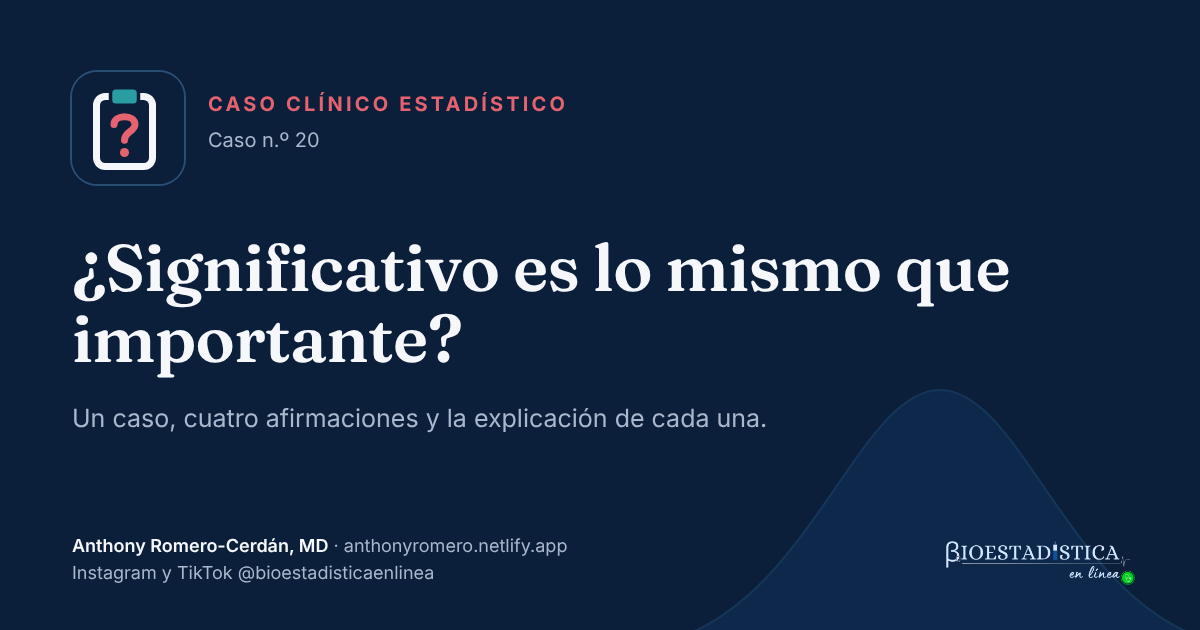 CASO CLÍNICO ESTADÍSTICO
Caso n.º 20
¿Significativo es lo mismo que
importante?
Un caso, cuatro afirmaciones y la explicación de cada una.
Anthony Romero-Cerdán, MD · anthonyromero.netlify.app
Instagram y TikTok @bioestadisticaenlinea
βIOESTADÍSTICA
en línea